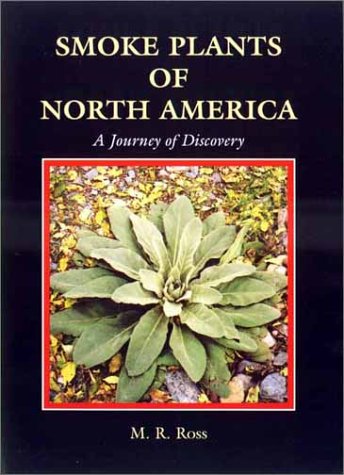 SMOKE PLANTS
OF
NORTH AMERICA
A Journey of Discovery
M. R. Ross